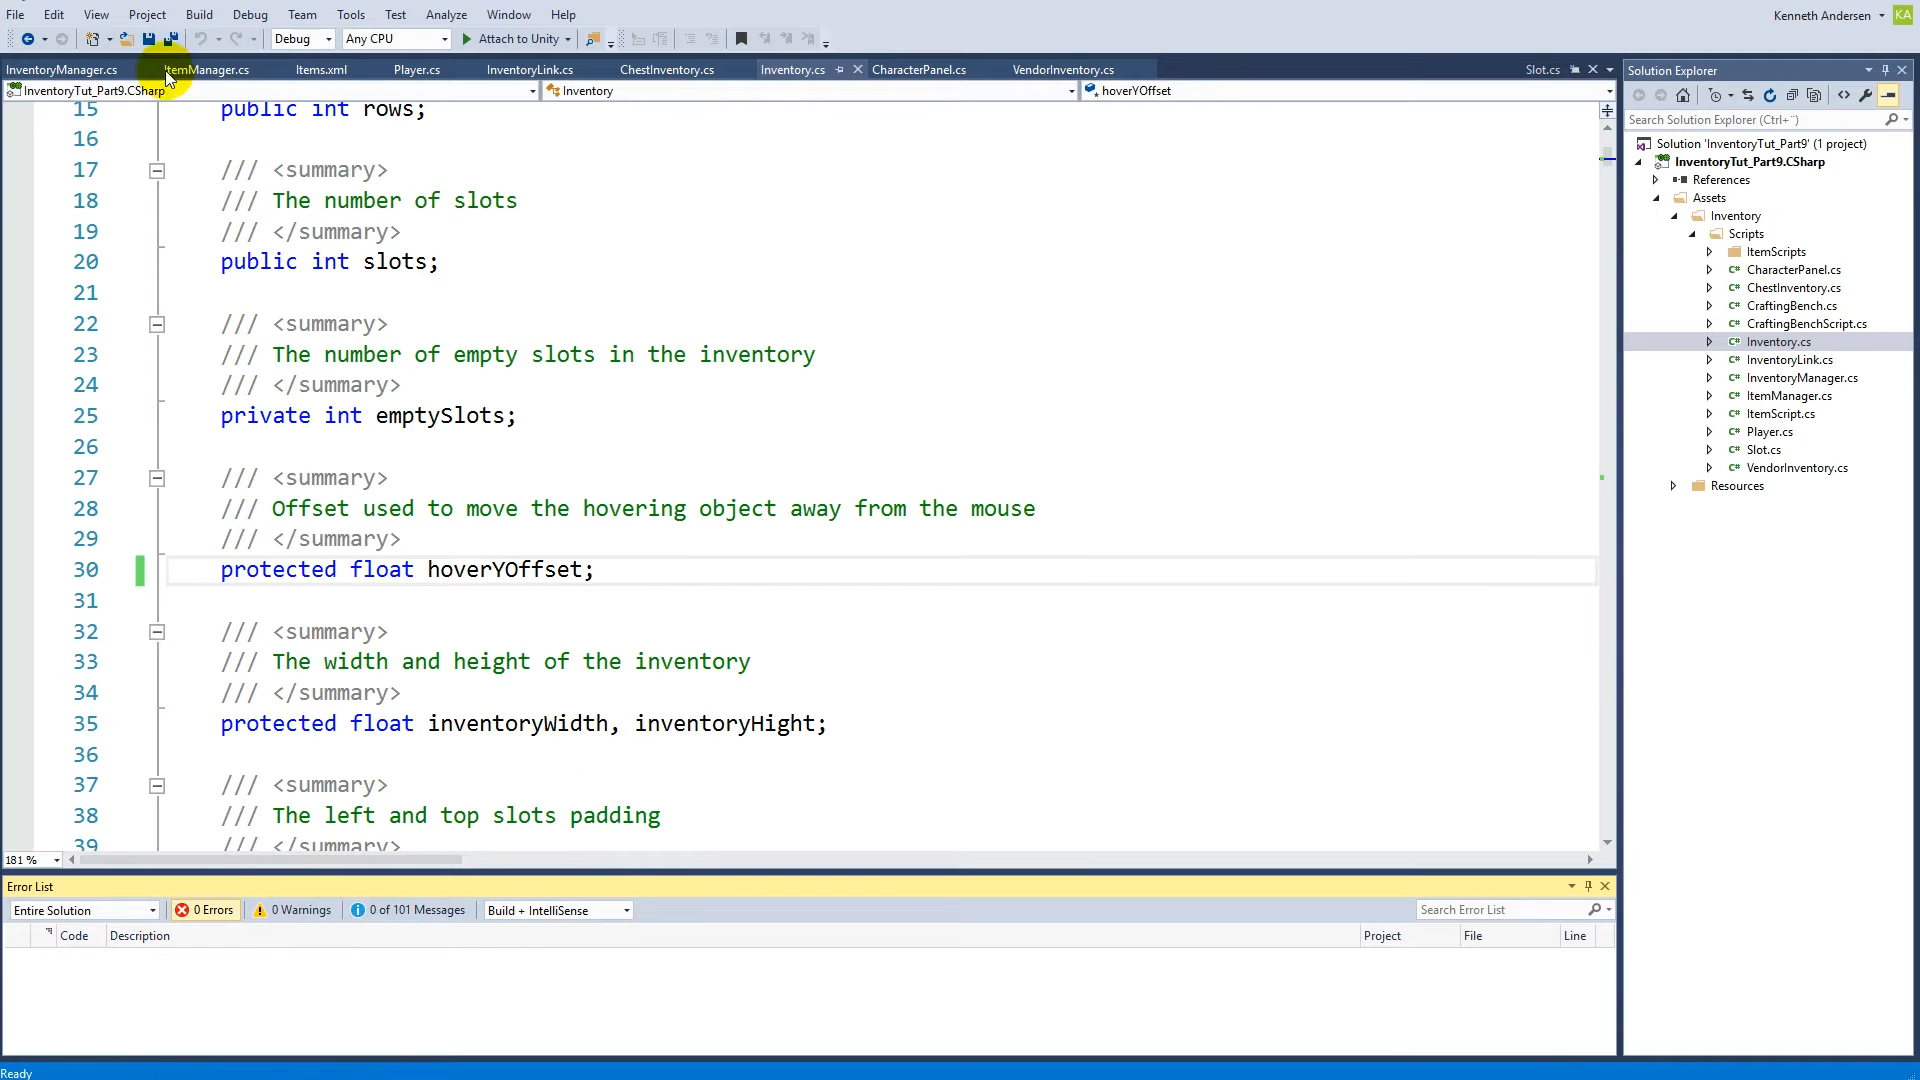 File Edit View Project Build Debug Team Tools Test Analyze Window Help
Kenneth Andersen KA
Debug Any CPU Attach to Unity
InventoryManager.cs ItemManager.cs Items.xml Player.cs InventoryLink.cs ChestInventory.cs Inventory.cs CharacterPanel.cs VendorInventory.cs Slot.cs
InventoryTut_Part9.CSharp Inventory hoverYOffset
15 public int rows;
16
17 /// <summary>
18 /// The number of slots
19 /// </summary>
20 public int slots;
21
22 /// <summary>
23 /// The number of empty slots in the inventory
24 /// </summary>
25 private int emptySlots;
26
27 /// <summary>
28 /// Offset used to move the hovering object away from the mouse
29 /// </summary>
30 protected float hoverYOffset;
31
32 /// <summary>
33 /// The width and height of the inventory
34 /// </summary>
35 protected float inventoryWidth, inventoryHight;
36
37 /// <summary>
38 /// The left and top slots padding
39 /// </summary>
181 %
Error List
Entire Solution 0 Errors 0 Warnings 0 of 101 Messages Build + IntelliSense Search Error List
Code Description Project File Line
Ready
Solution Explorer
Search Solution Explorer (Ctrl+¨)
Solution 'InventoryTut_Part9' (1 project)
InventoryTut_Part9.CSharp
References
Assets
Inventory
Scripts
ItemScripts
C# CharacterPanel.cs
C# ChestInventory.cs
C# CraftingBench.cs
C# CraftingBenchScript.cs
C# Inventory.cs
C# InventoryLink.cs
C# InventoryManager.cs
C# ItemManager.cs
C# ItemScript.cs
C# Player.cs
C# Slot.cs
C# VendorInventory.cs
Resources